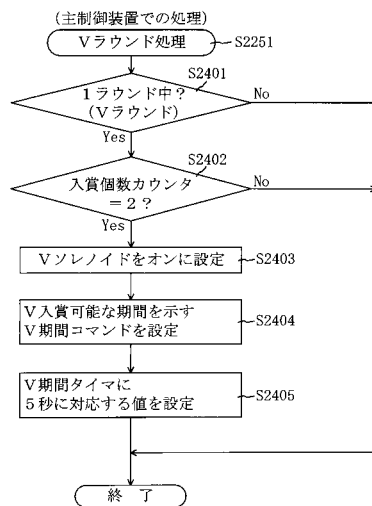 (主制御装置での処理)
Vラウンド処理
S2251
S2401
1ラウンド中?
(Vラウンド)
No
Yes
S2402
入賞個数カウンタ
=2?
No
Yes
Vソレノイドをオンに設定
S2403
V入賞可能な期間を示す
V期間コマンドを設定
S2404
V期間タイマに
5秒に対応する値を設定
S2405
終 了